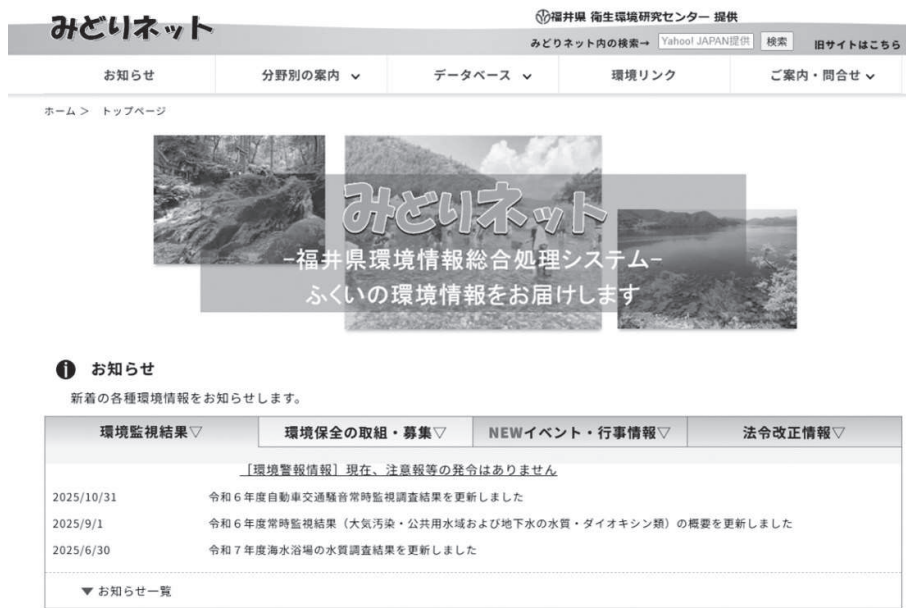 みどりネット
福井県 衛生環境研究センター 提供
みどりネット内の検索→ Yahoo! JAPAN提供 検索 旧サイトはこちら
お知らせ 分野別の案内 データベース 環境リンク ご案内・問合せ
ホーム > トップページ
みどりネット
-福井県環境情報総合処理システム-
ふくいの環境情報をお届けします
お知らせ
新着の各種環境情報をお知らせします。
環境監視結果▽ 環境保全の取組・募集▽ NEWイベント・行事情報▽ 法令改正情報▽
［環境警報情報］現在、注意報等の発令はありません
2025/10/31 令和６年度自動車交通騒音常時監視調査結果を更新しました
2025/9/1 令和６年度常時監視結果（大気汚染・公共用水域および地下水の水質・ダイオキシン類）の概要を更新しました
2025/6/30 令和７年度海水浴場の水質調査結果を更新しました
▼お知らせ一覧